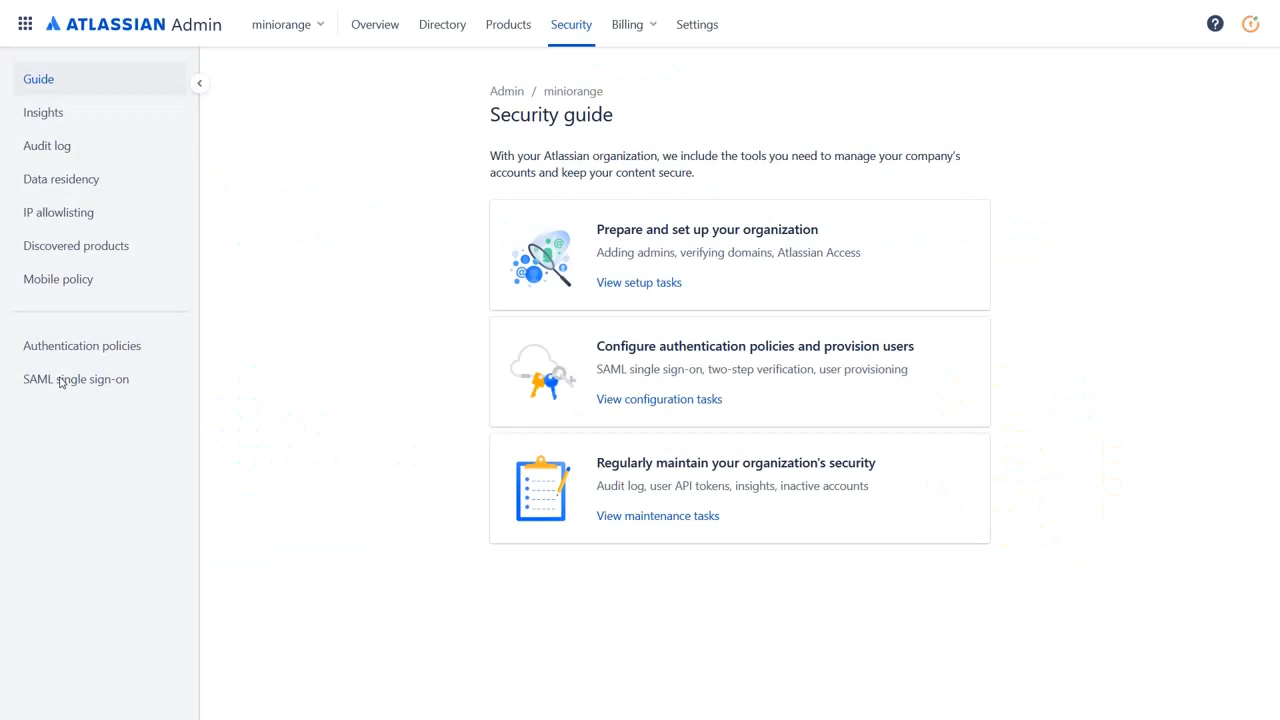 ATLASSIAN Admin
miniorange
Overview
Directory
Products
Security
Billing
Settings
Guide
Insights
Audit log
Data residency
IP allowlisting
Discovered products
Mobile policy
Authentication policies
SAML single sign-on
Admin / miniorange
Security guide
With your Atlassian organization, we include the tools you need to manage your company's
accounts and keep your content secure.
Prepare and set up your organization
Adding admins, verifying domains, Atlassian Access
View setup tasks
Configure authentication policies and provision users
SAML single sign-on, two-step verification, user provisioning
View configuration tasks
Regularly maintain your organization's security
Audit log, user API tokens, insights, inactive accounts
View maintenance tasks